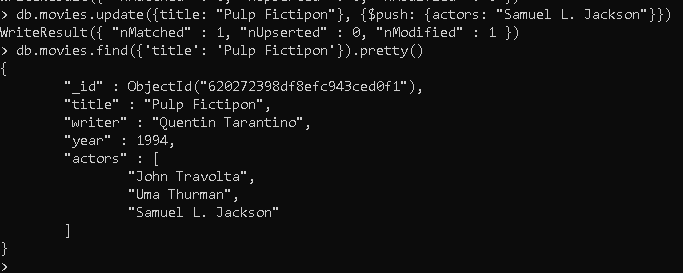 > db.movies.update({title: "Pulp Fictipon"}, {$push: {actors: "Samuel L. Jackson"}})
WriteResult({ "nMatched" : 1, "nUpserted" : 0, "nModified" : 1 })
> db.movies.find({'title': 'Pulp Fictipon'}).pretty()
{
        "_id" : ObjectId("620272398df8efc943ced0f1"),
        "title" : "Pulp Fictipon",
        "writer" : "Quentin Tarantino",
        "year" : 1994,
        "actors" : [
                "John Travolta",
                "Uma Thurman",
                "Samuel L. Jackson"
        ]
}
>